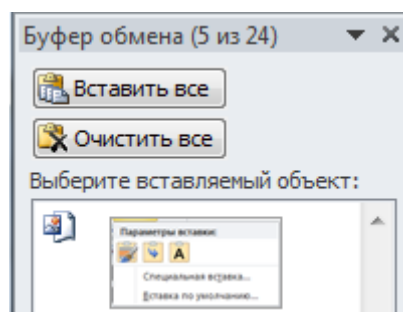 Буфер обмена (5 из 24)
Вставить все
Очистить все
Выберите вставляемый объект:
Параметры вставки:
A
Специальная вставка...
Вставка по умолчанию...